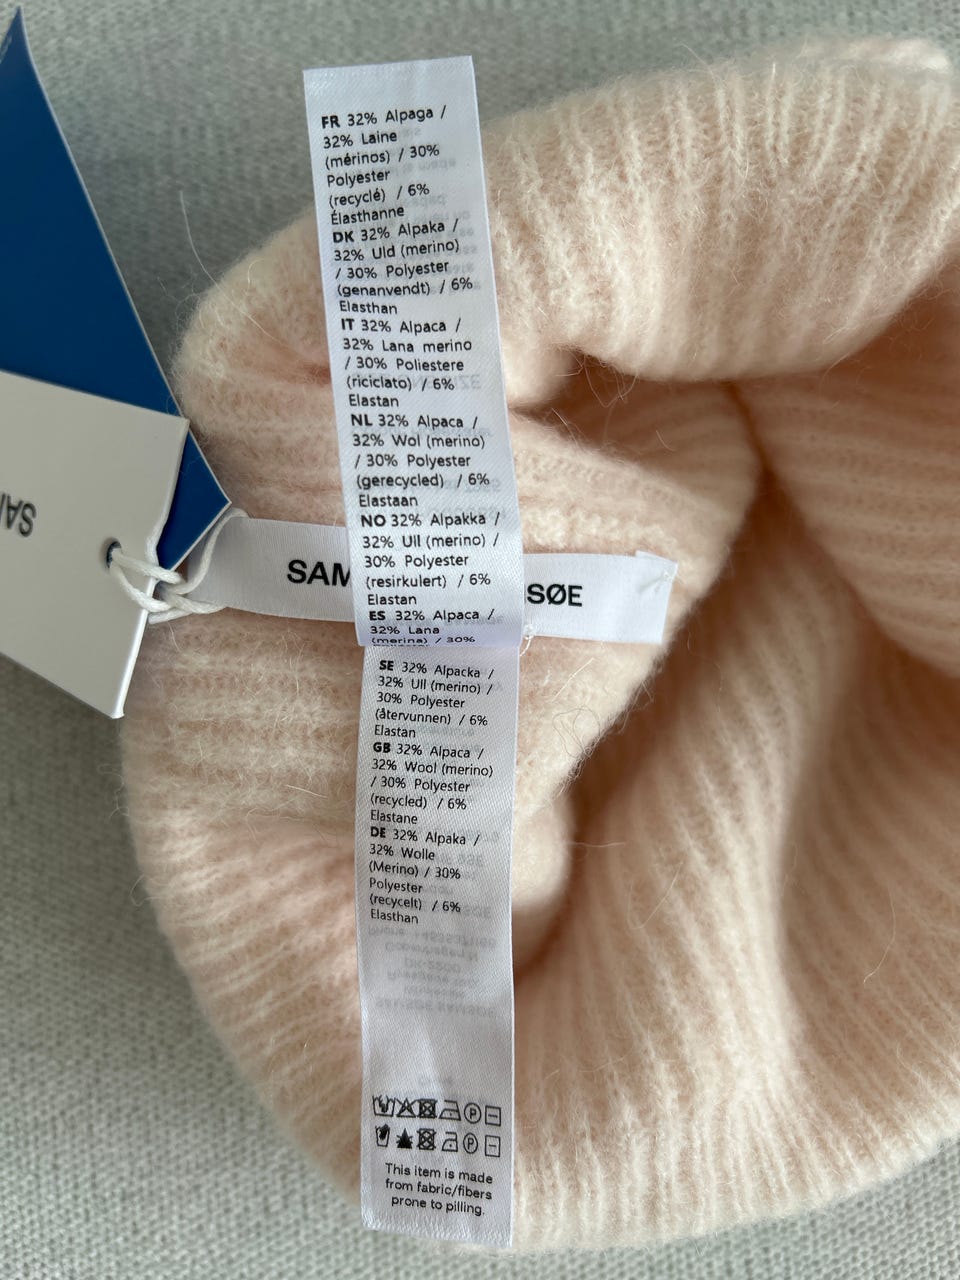 FR 32% Alpaga /
32% Laine
(mérinos) / 30%
Polyester
(recyclé) / 6%
Élasthanne
DK 32% Alpaka /
32% Uld (merino)
/ 30% Polyester
(genanvendt) / 6%
Elasthan
IT 32% Alpaca /
32% Lana merino
/ 30% Poliestere
(riciclato) / 6%
Elastan
NL 32% Alpaca /
32% Wol (merino)
/ 30% Polyester
(gerecycled) / 6%
Elastaan
NO 32% Alpakka /
32% Ull (merino) /
30% Polyester
(resirkulert) / 6%
Elastan
ES 32% Alpaca /
32% Lana
(merina) / 30%
SAM
SØE
SAM
SE 32% Alpacka /
32% Ull (merino) /
30% Polyester
(återvunnen) / 6%
Elastan
GB 32% Alpaca /
32% Wool (merino)
/ 30% Polyester
(recycled) / 6%
Elastane
DE 32% Alpaka /
32% Wolle
(Merino) / 30%
Polyester
(recycelt) / 6%
Elasthan
This item is made
from fabric/fibers
prone to pilling.